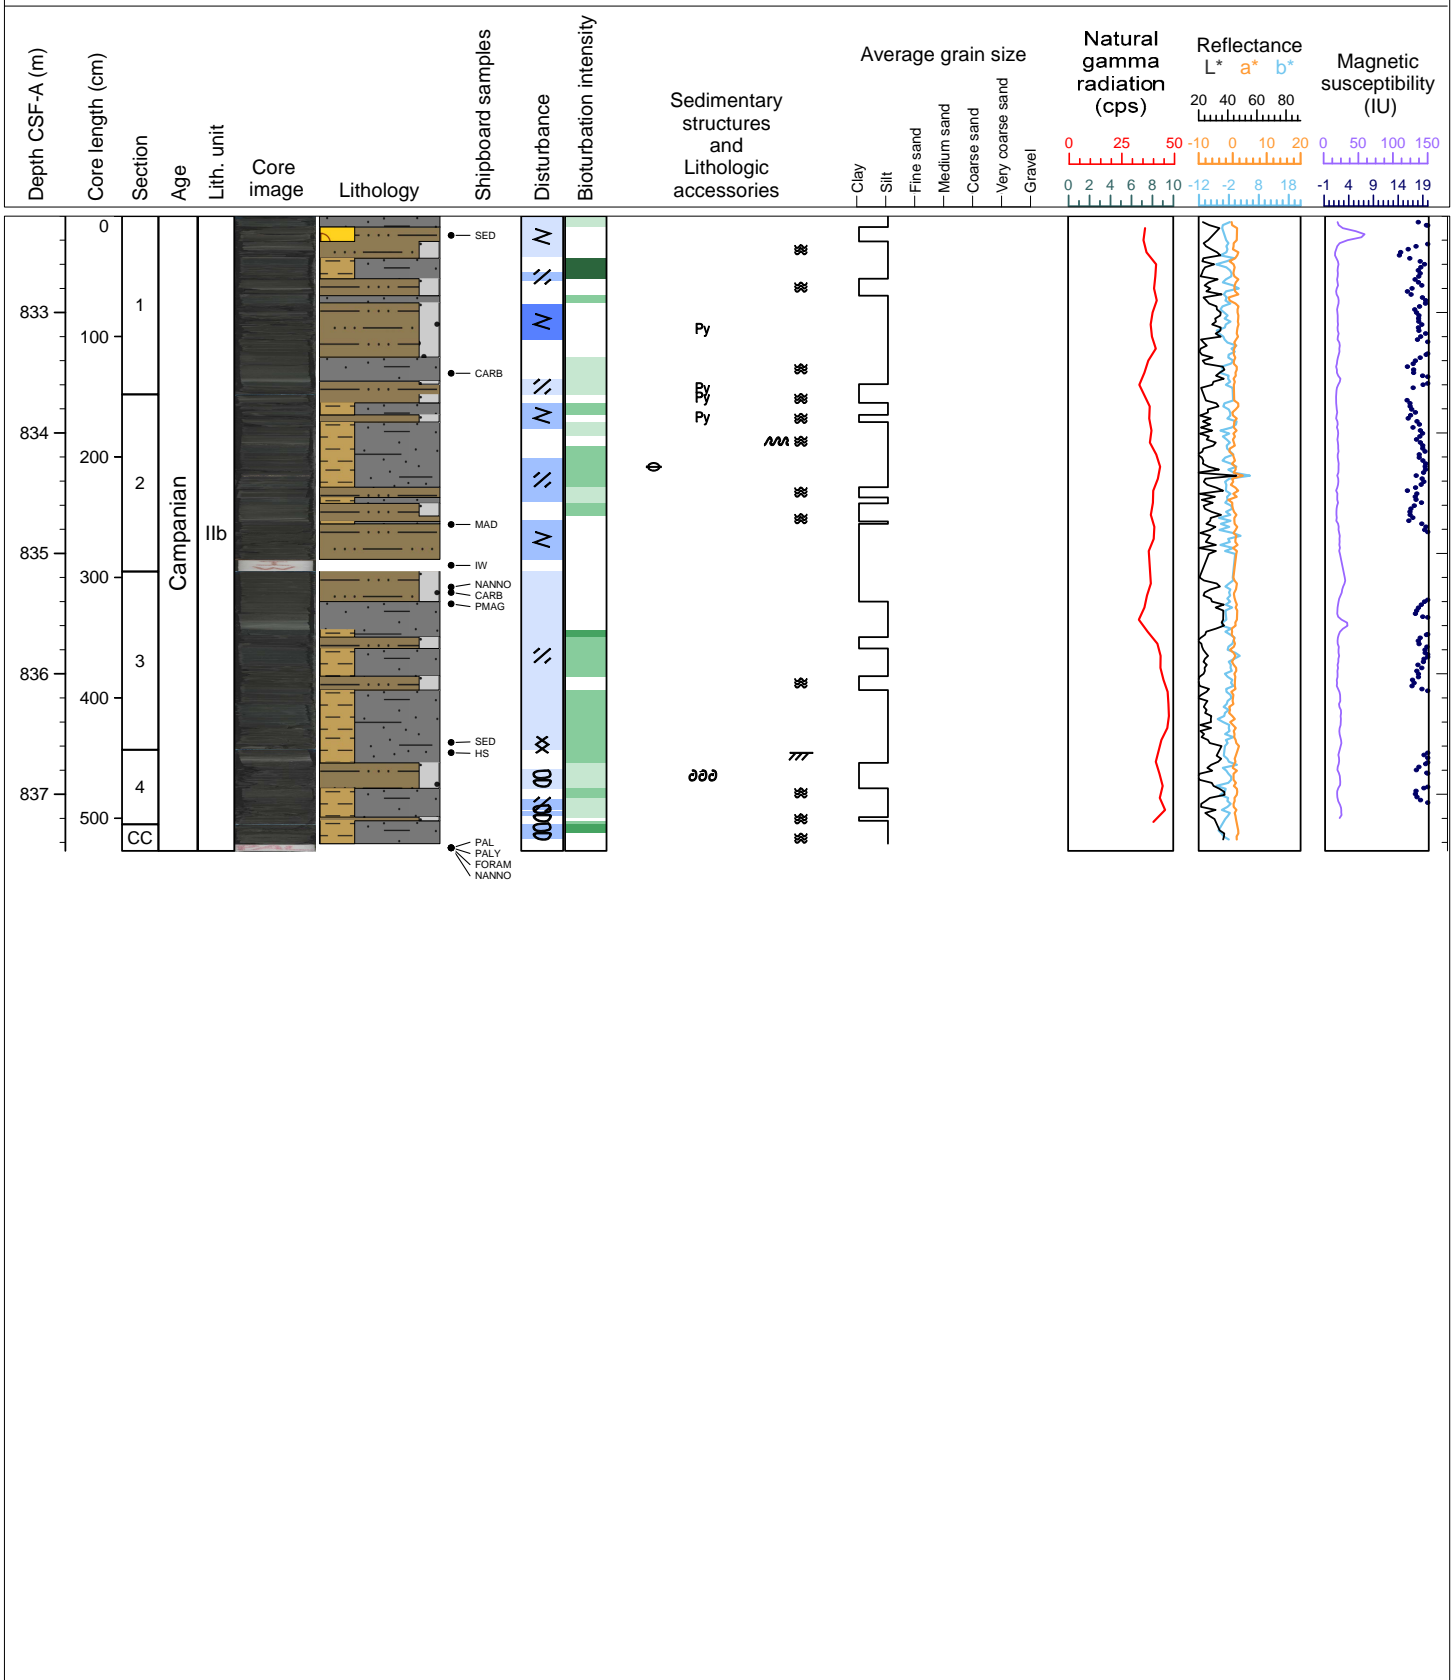 Depth CSF-A (m)
Core length (cm)
Section
Age
Lith. unit
Core
image
Lithology
Shipboard samples
Disturbance
Bioturbation intensity
Sedimentary
structures
and
Lithologic
accessories
Average grain size
Clay
Silt
Fine sand
Medium sand
Coarse sand
Very coarse sand
Gravel
Natural
gamma
radiation
(cps)
0 25 50
0 2 4 6 8 10
Reflectance
L* a* b*
20 40 60 80
-10 0 10 20
-12 -2 8 18
Magnetic
susceptibility
(IU)
0 50 100 150
-1 4 9 14 19
833
834
835
836
837
0
100
200
300
400
500
1
2
3
4
CC
Campanian
IIb
SED
CARB
MAD
IW
NANNO
CARB
PMAG
SED
HS
PAL
PALY
FORAM
NANNO
Py
Py
Py
Py